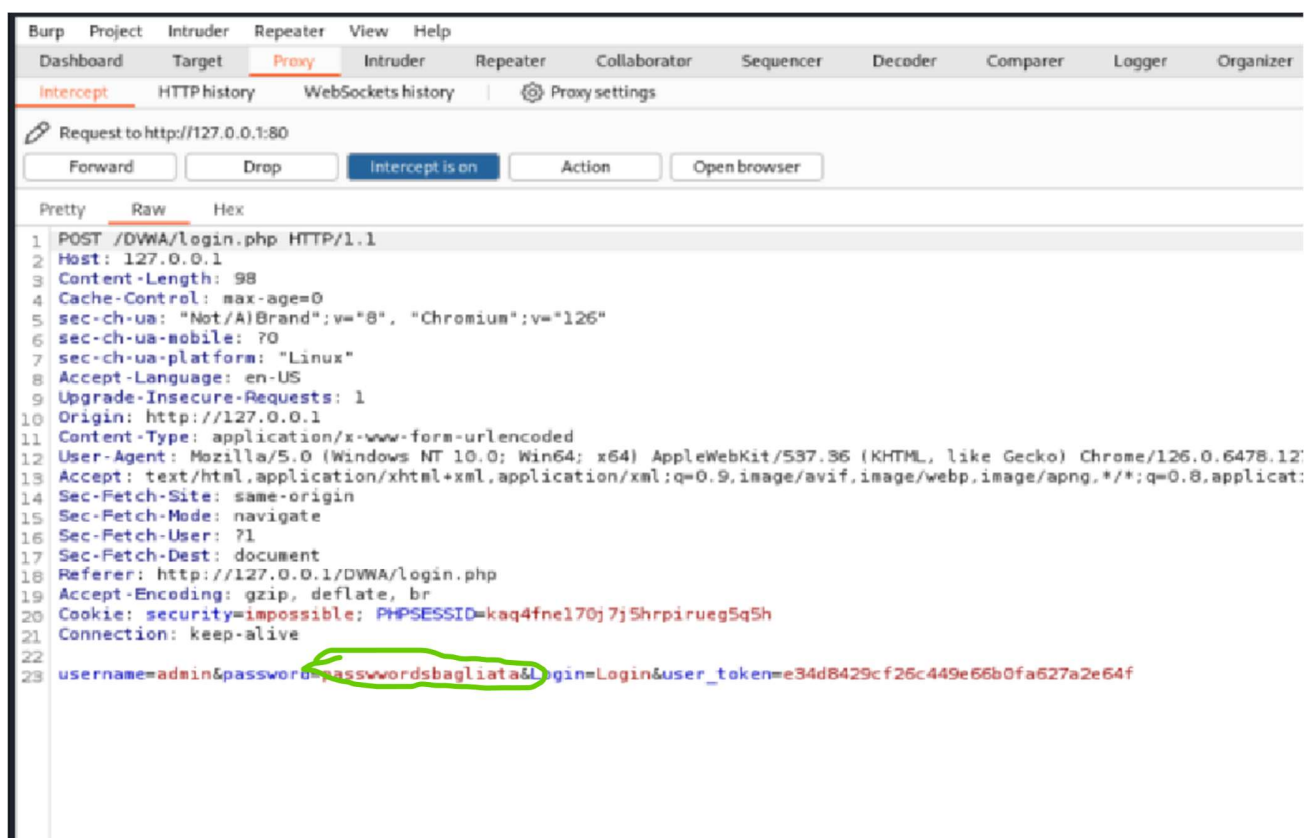 Burp Project Intruder Repeater View Help
Dashboard Target Proxy Intruder Repeater Collaborator Sequencer Decoder Comparer Logger Organizer
Intercept HTTP history WebSockets history Proxy settings
Request to http://127.0.0.1:80
Forward Drop Intercept is on Action Open browser
Pretty Raw Hex
1 POST /DVWA/login.php HTTP/1.1
2 Host: 127.0.0.1
3 Content-Length: 98
4 Cache-Control: max-age=0
5 sec-ch-ua: "Not/A)Brand";v="8", "Chromium";v="126"
6 sec-ch-ua-mobile: ?0
7 sec-ch-ua-platform: "Linux"
8 Accept-Language: en-US
9 Upgrade-Insecure-Requests: 1
10 Origin: http://127.0.0.1
11 Content-Type: application/x-www-form-urlencoded
12 User-Agent: Mozilla/5.0 (Windows NT 10.0; Win64; x64) AppleWebKit/537.36 (KHTML, like Gecko) Chrome/126.0.6478.127
13 Accept: text/html,application/xhtml+xml,application/xml;q=0.9,image/avif,image/webp,image/apng,*/*;q=0.8,applicati
14 Sec-Fetch-Site: same-origin
15 Sec-Fetch-Mode: navigate
16 Sec-Fetch-User: ?1
17 Sec-Fetch-Dest: document
18 Referer: http://127.0.0.1/DVWA/login.php
19 Accept-Encoding: gzip, deflate, br
20 Cookie: security=impossible; PHPSESSID=kaq4fnel70j7j5hrpirueg5q5h
21 Connection: keep-alive
22
23 username=admin&password=passwwordsbagliata&Login=Login&user_token=e34d8429cf26c449e66b0fa627a2e64f